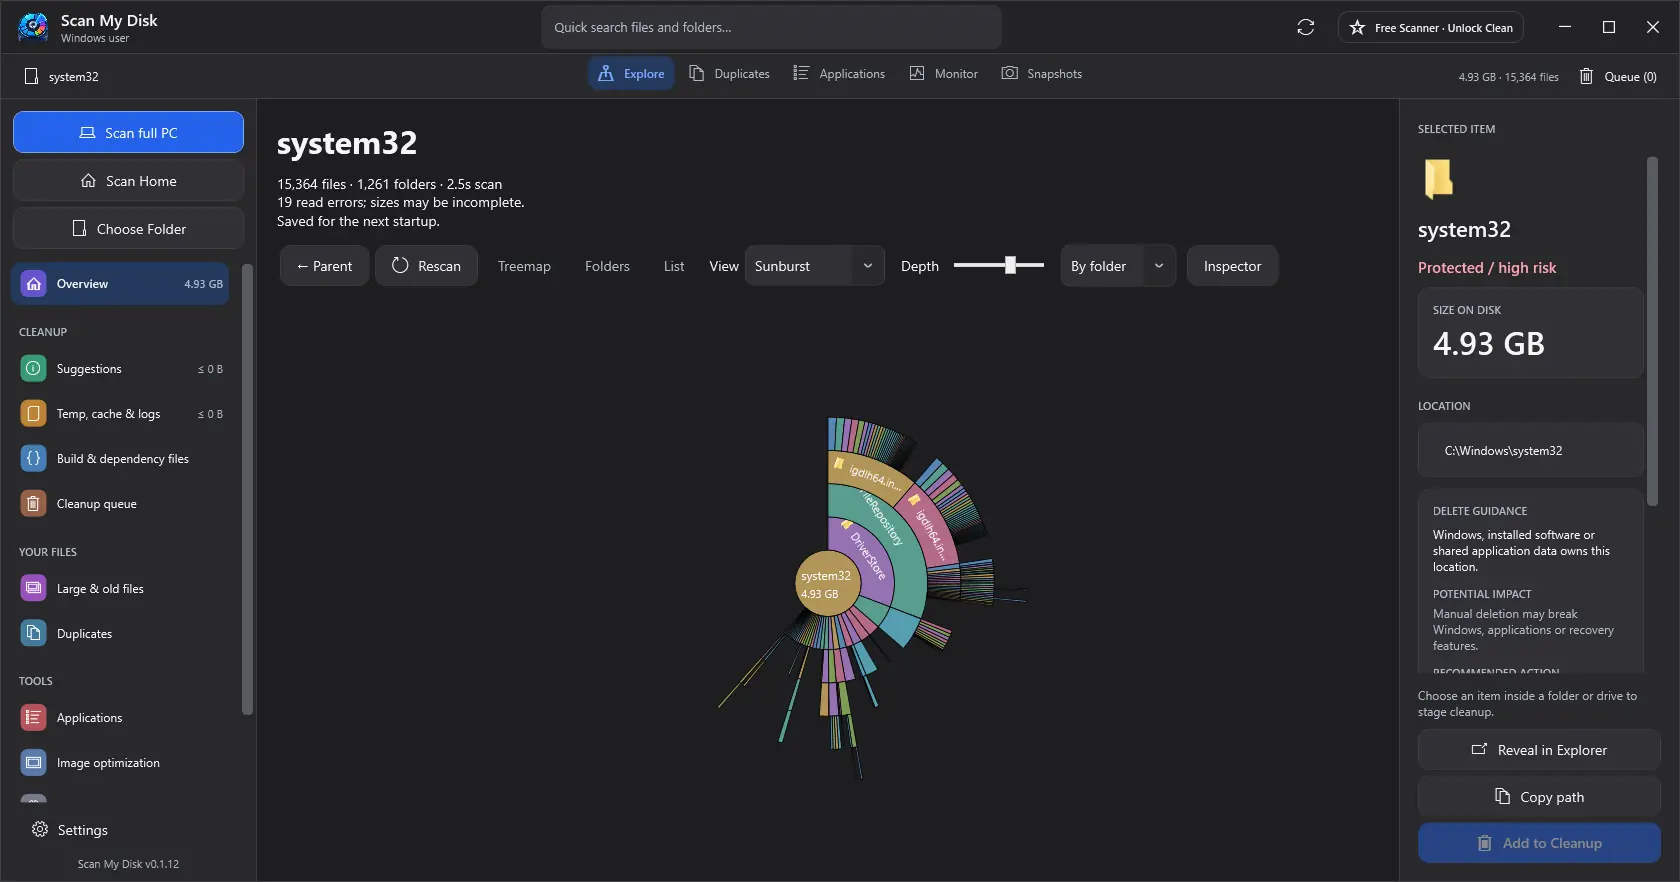 Scan My Disk
Windows user
Quick search files and folders...
Free Scanner · Unlock Clean
system32
Explore
Duplicates
Applications
Monitor
Snapshots
4.93 GB · 15,364 files
Queue (0)
Scan full PC
Scan Home
Choose Folder
Overview
4.93 GB
CLEANUP
Suggestions
≤ 0 B
Temp, cache & logs
≤ 0 B
Build & dependency files
Cleanup queue
YOUR FILES
Large & old files
Duplicates
TOOLS
Applications
Image optimization
Settings
Scan My Disk v0.1.12
system32
15,364 files · 1,261 folders · 2.5s scan
19 read errors; sizes may be incomplete.
Saved for the next startup.
← Parent
Rescan
Treemap
Folders
List
View
Sunburst
Depth
By folder
Inspector
igdlh64.in...
igdlh64.in...
ileRepository
DriverStore
system32
4.93 GB
SELECTED ITEM
system32
Protected / high risk
SIZE ON DISK
4.93 GB
LOCATION
C:\Windows\system32
DELETE GUIDANCE
Windows, installed software or
shared application data owns this
location.
POTENTIAL IMPACT
Manual deletion may break
Windows, applications or recovery
features.
RECOMMENDED ACTION
Choose an item inside a folder or drive to
stage cleanup.
Reveal in Explorer
Copy path
Add to Cleanup